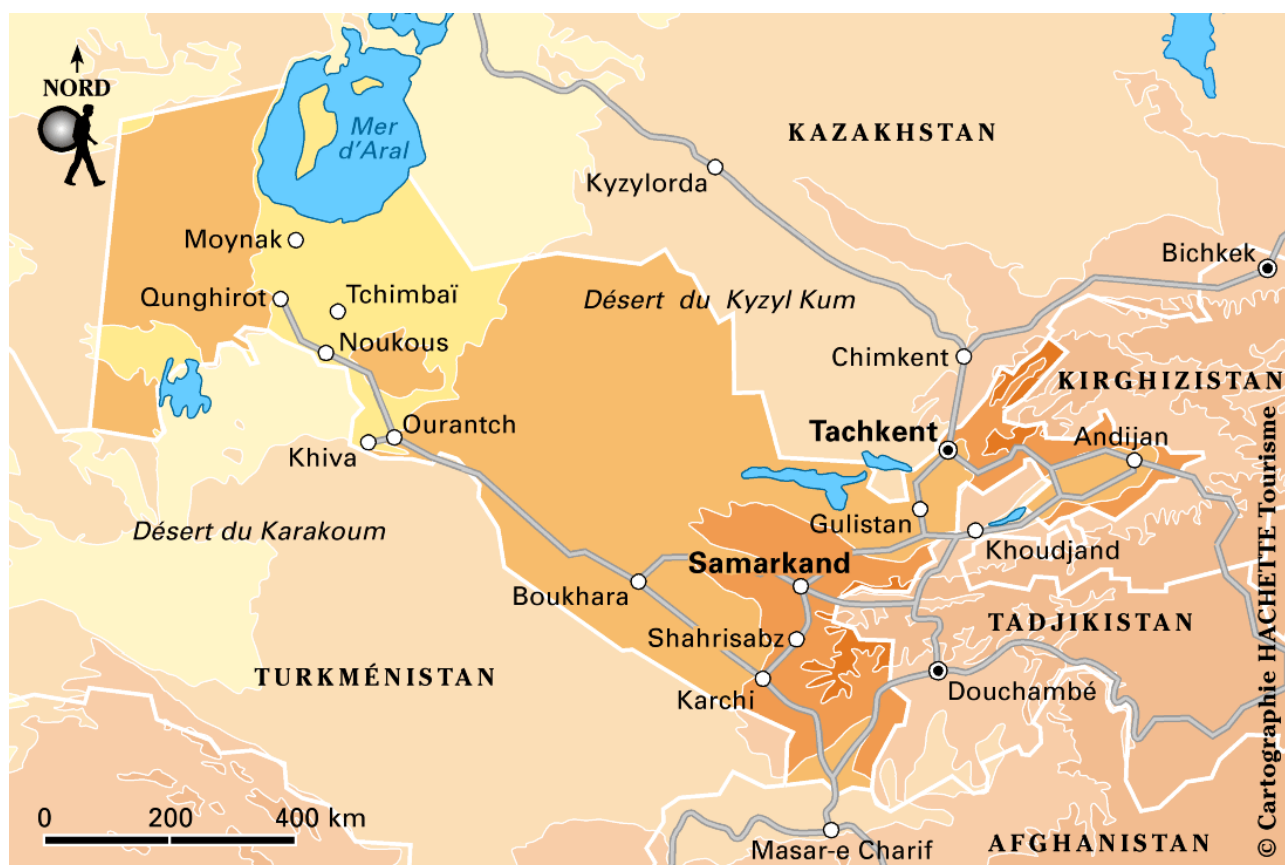 NORD
Mer
d'Aral
KAZAKHSTAN
Kyzylorda
Moynak
Bichkek
Qunghirot
Tchimbaï
Désert du Kyzyl Kum
Noukous
Chimkent
KIRGHIZISTAN
Ourantch
Tachkent
Andijan
Khiva
Désert du Karakoum
Gulistan
Khoudjand
Samarkand
Boukhara
Shahrisabz
TADJIKISTAN
TURKMÉNISTAN
Karchi
Douchambé
0 200 400 km
Masar-e Charif
AFGHANISTAN
© Cartographie HACHETTE Tourisme